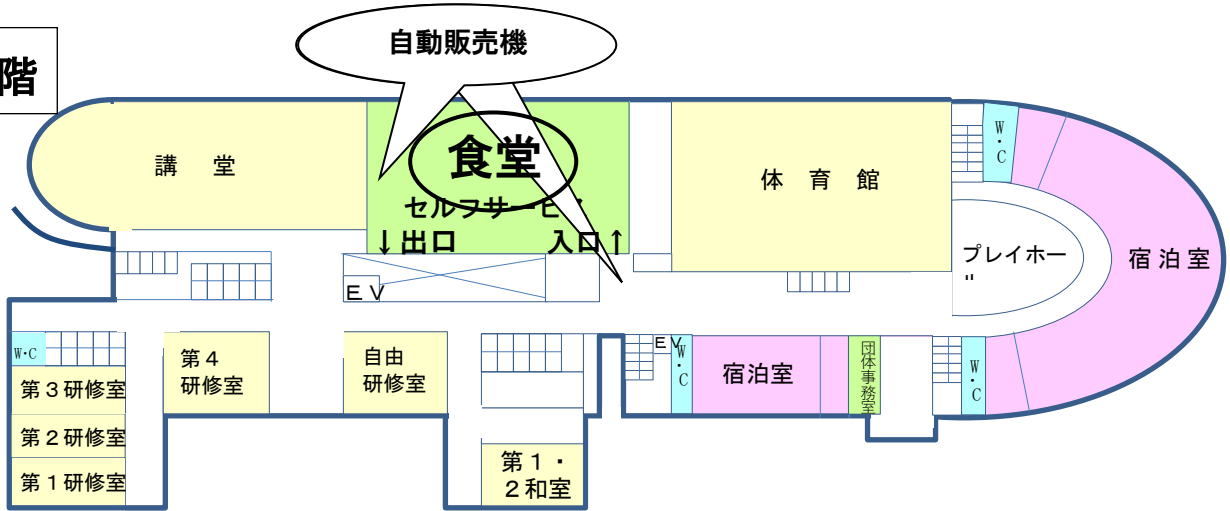 階
自動販売機
講　堂
食堂
セルフサービ
↓出口
入口↑
体　育　館
W・C
プレイホー
宿泊室
ＥＶ
W・C
第３研修室
第２研修室
第１研修室
第４
研修室
自由
研修室
第１・
２和室
ＥＶ
W・C
宿泊室
団体事務室
W・C